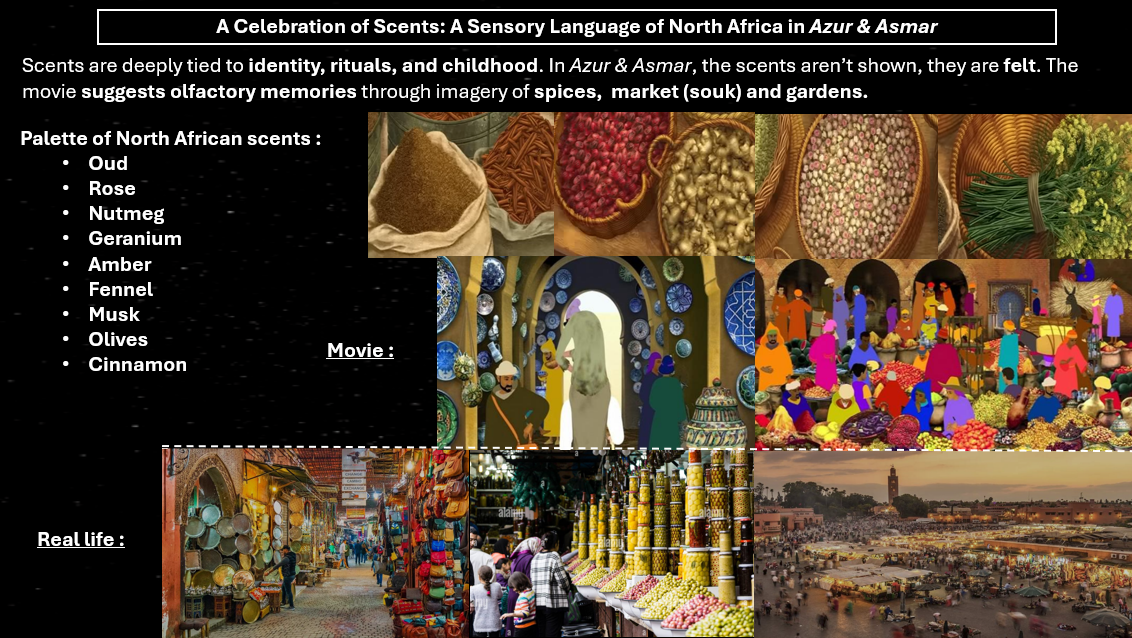 A Celebration of Scents: A Sensory Language of North Africa in Azur & Asmar
Scents are deeply tied to identity, rituals, and childhood. In Azur & Asmar, the scents aren’t shown, they are felt. The
movie suggests olfactory memories through imagery of spices, market (souk) and gardens.
Palette of North African scents :
• Oud
• Rose
• Nutmeg
• Geranium
• Amber
• Fennel
• Musk
• Olives
• Cinnamon
Movie :
Real life :
alamy
alamy
alamy
a